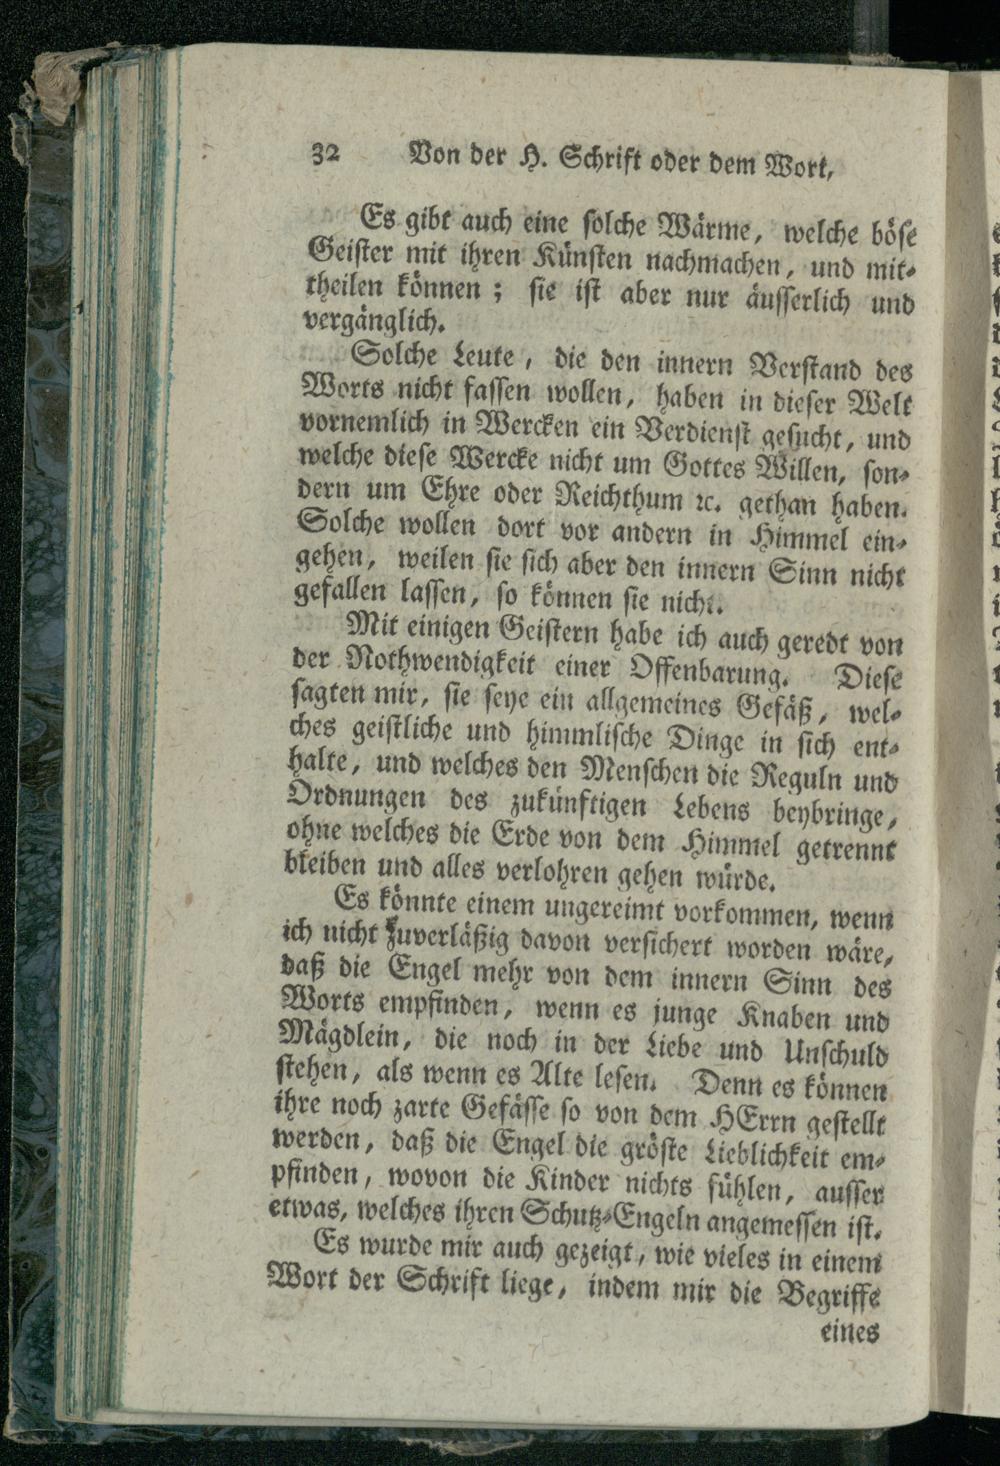 32 Von der H. Schrift oder dem Wort,
Es gibt auch eine solche Wärme, welche böse
Geister mit ihren Künsten nachmachen, und mit-
theilen können; sie ist aber nur äusserlich und
vergänglich.
Solche Leute, die den innern Verstand des
Worts nicht fassen wollen, haben in dieser Welt
vornemlich in Wercken ein Verdienst gesucht, und
welche diese Wercke nicht um Gottes Willen, son-
dern um Ehre oder Reichthum ꝛc. gethan haben.
Solche wollen dort vor andern in Himmel ein-
gehen, weilen sie sich aber den innern Sinn nicht
gefallen lassen, so können sie nicht.
Mit einigen Geistern habe ich auch geredt von
der Nothwendigkeit einer Offenbarung. Diese
sagten mir, sie seye ein allgemeines Gefäß, wel-
ches geistliche und himmlische Dinge in sich ent-
halte, und welches den Menschen die Reguln und
Ordnungen des zukünftigen Lebens beybringe,
ohne welches die Erde von dem Himmel getrennt
bleiben und alles verlohren gehen würde.
Es könnte einem ungereimt vorkommen, wenn
ich nicht zuverläßig davon versichert worden wäre,
daß die Engel mehr von dem innern Sinn des
Worts empfinden, wenn es junge Knaben und
Mägdlein, die noch in der Liebe und Unschuld
stehen, als wenn es Alte lesen. Denn es können
ihre noch zarte Gefässe so von dem HErrn gestellt
werden, daß die Engel die gröste Lieblichkeit em-
pfinden, wovon die Kinder nichts fühlen, ausser
etwas, welches ihren Schutz-Engeln angemessen ist.
Es wurde mir auch gezeigt, wie vieles in einem
Wort der Schrift liege, indem mir die Begriffe
eines